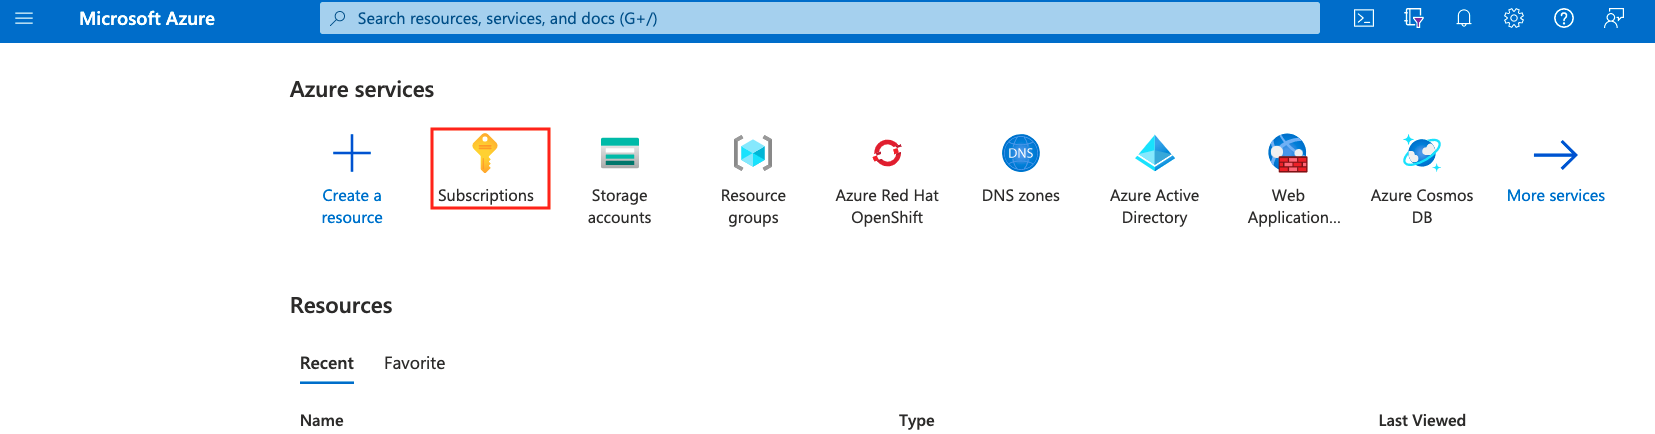 Microsoft Azure
Search resources, services, and docs (G+/)
Azure services
Create a
resource
Subscriptions
Storage
accounts
Resource
groups
Azure Red Hat
OpenShift
DNS
DNS zones
Azure Active
Directory
Web
Application...
Azure Cosmos
DB
More services
Resources
Recent
Favorite
Name
Type
Last Viewed